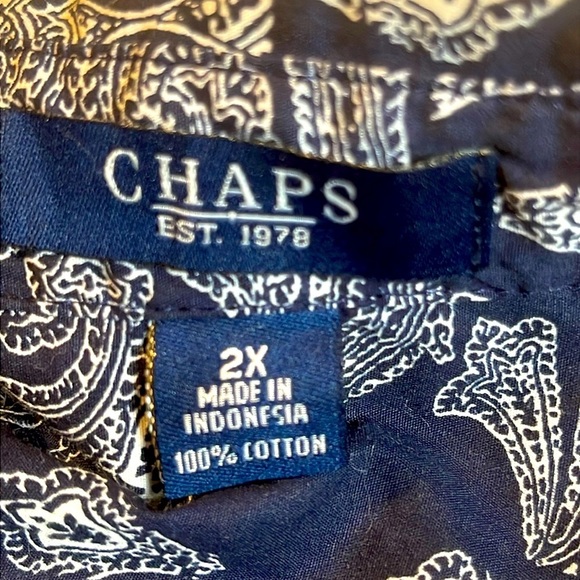 CHAPS
EST. 1978
2X
MADE IN
INDONESIA
100% COTTON